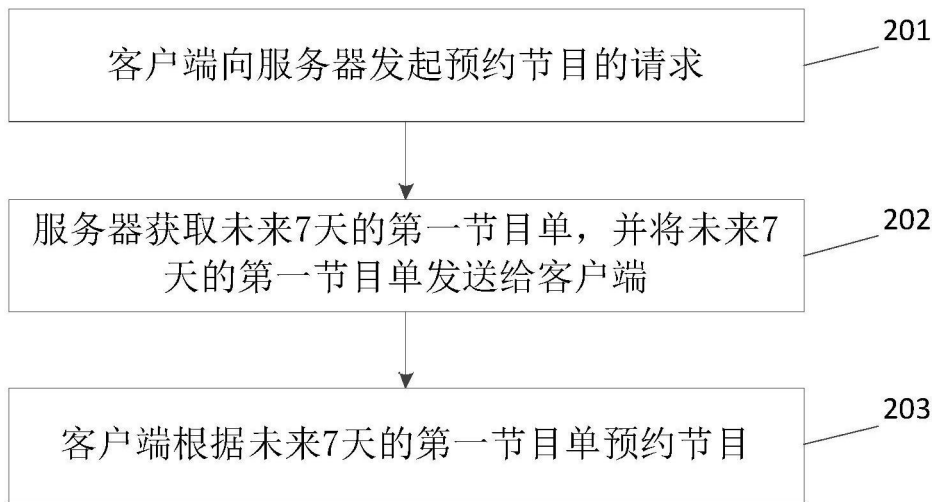 客户端向服务器发起预约节目的请求
201
服务器获取未来7天的第一节目单，并将未来7
天的第一节目单发送给客户端
202
客户端根据未来7天的第一节目单预约节目
203